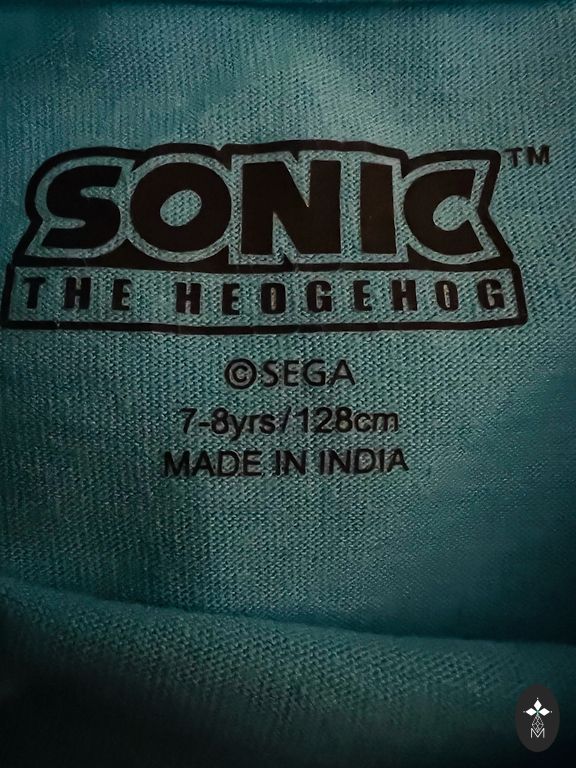 SONIC™
THE HEDGEHOG
©SEGA
7-8yrs/128cm
MADE IN INDIA
M